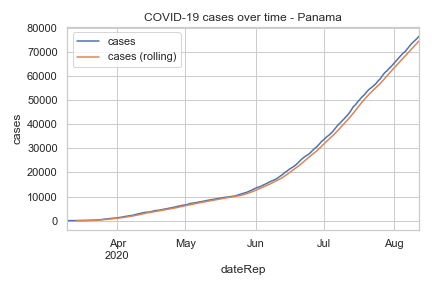 COVID-19 cases over time - Panama
cases
cases (rolling)
80000
70000
60000
50000
40000
30000
20000
10000
0
cases
Apr
2020
May
Jun
Jul
Aug
dateRep